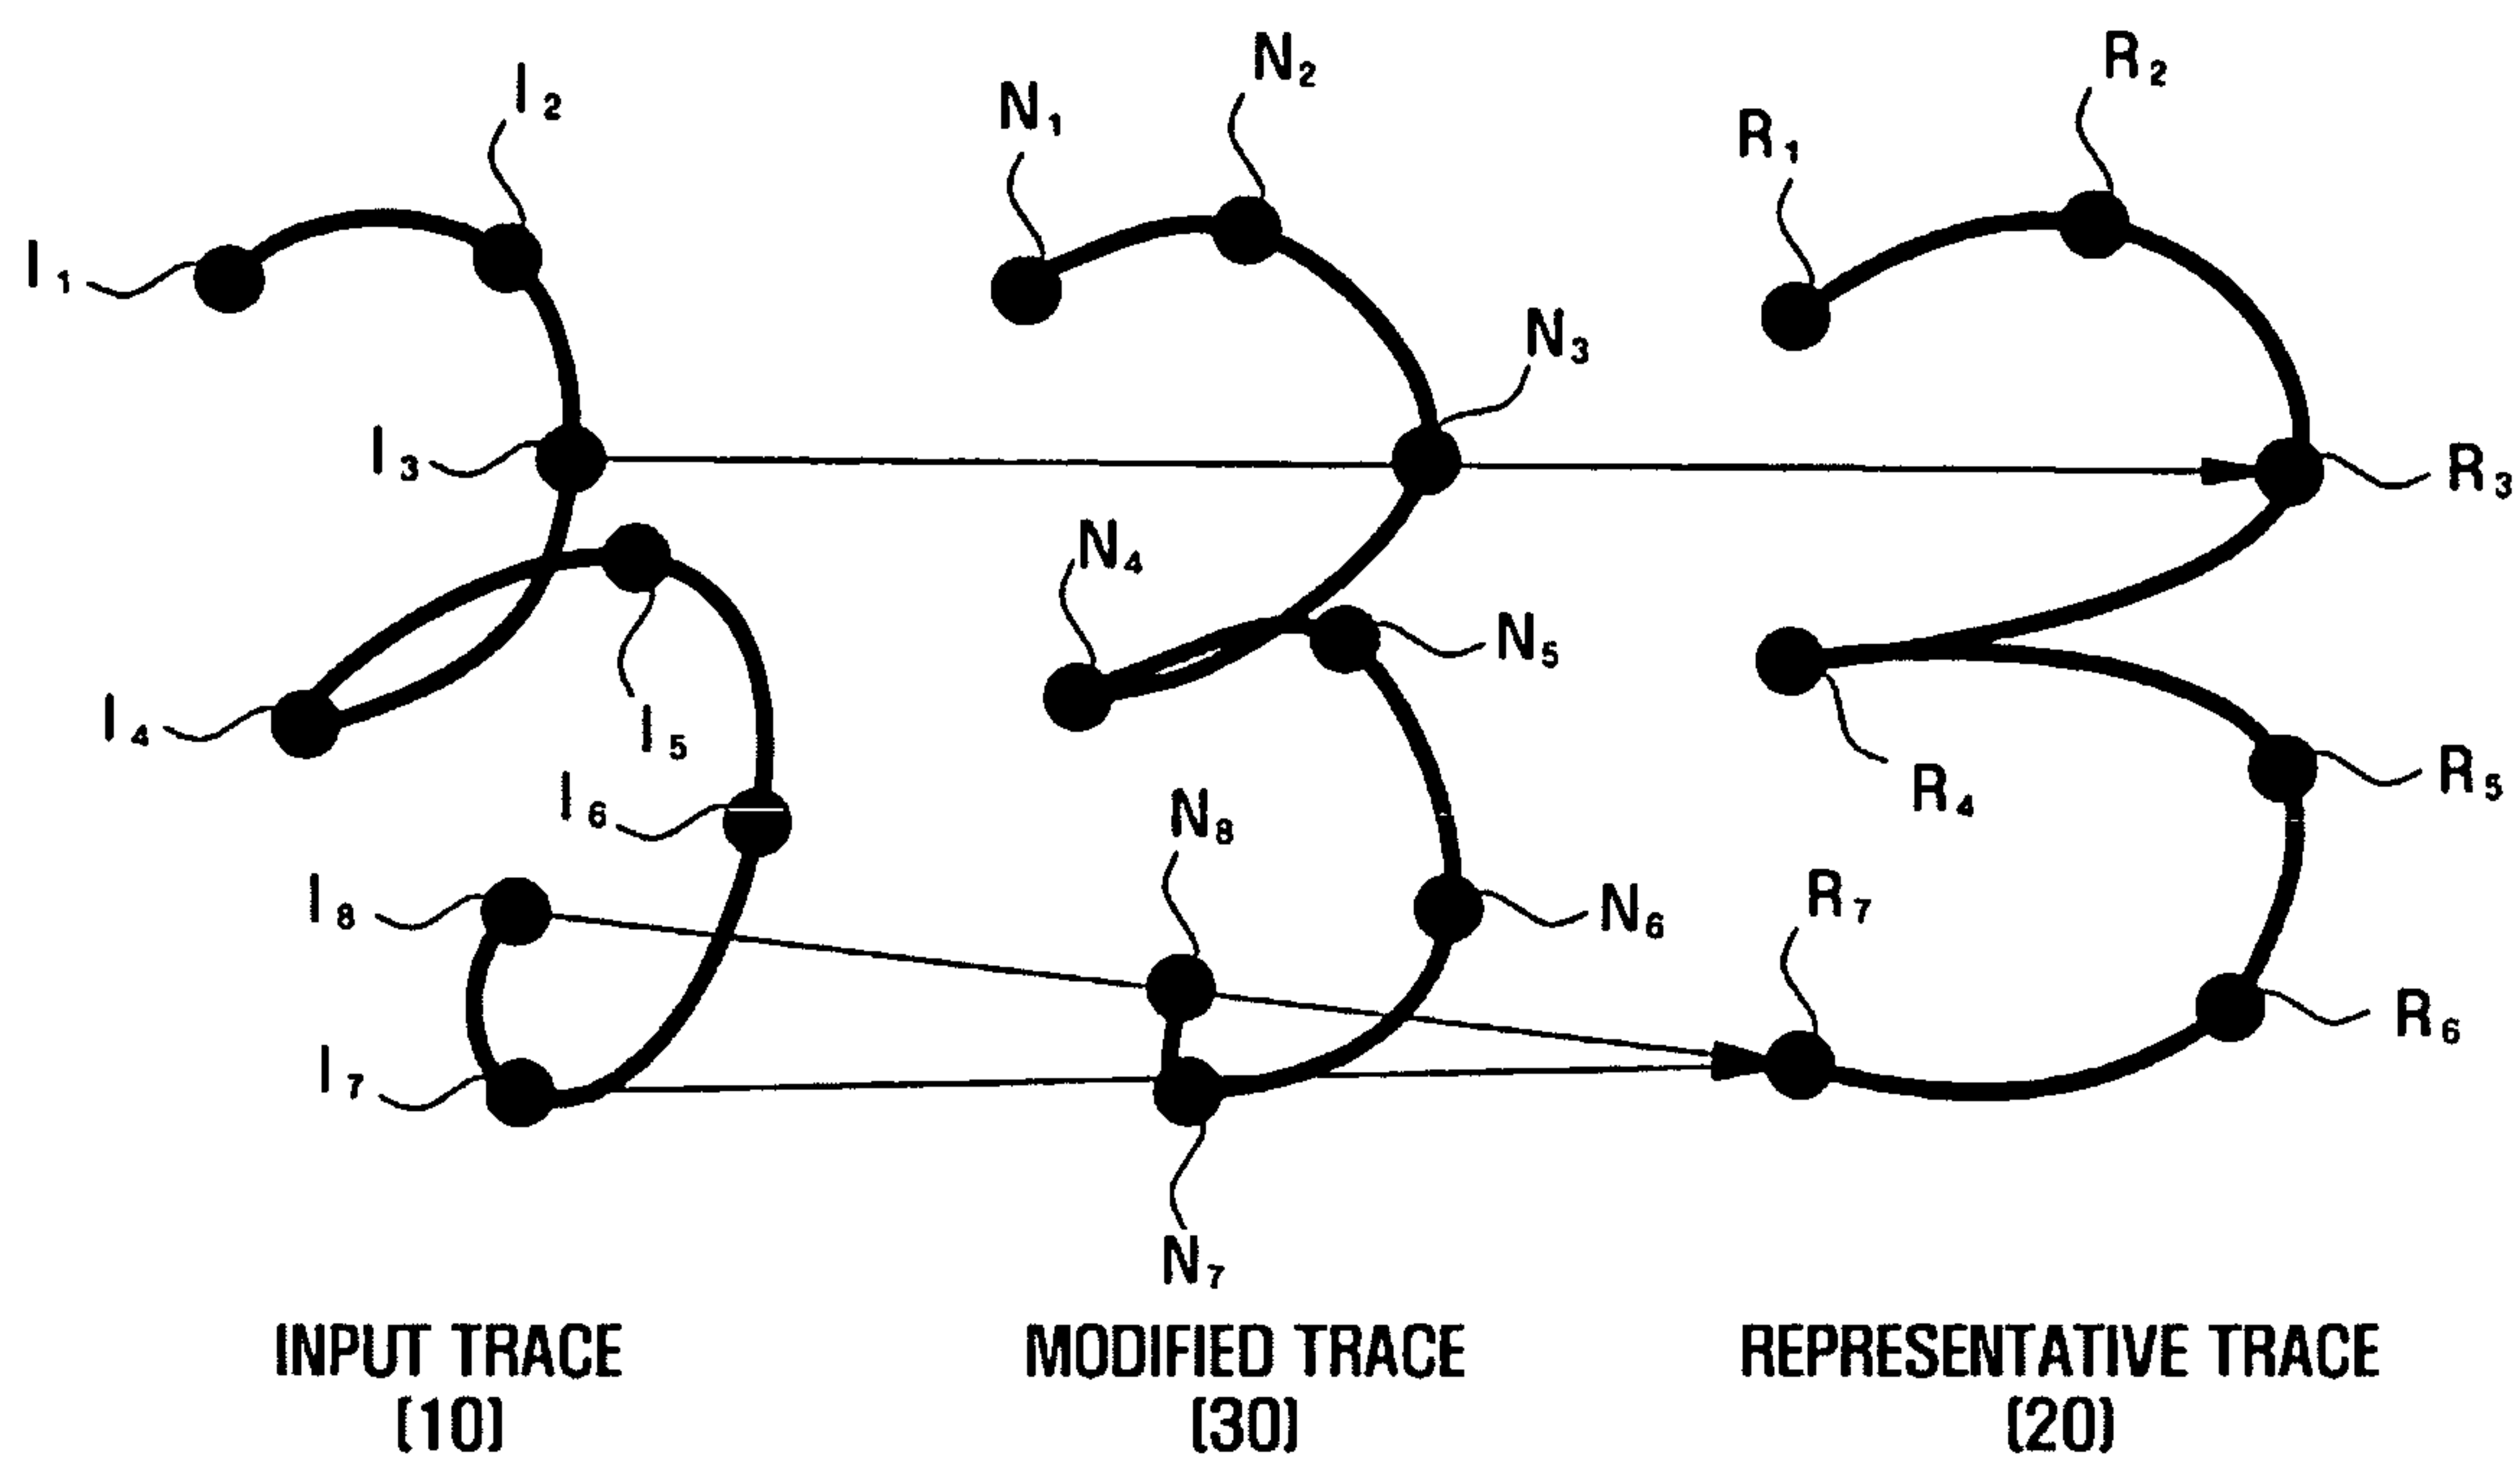 I1
I2
I3
I4
I5
I6
I8
I7
N1
N2
N3
N4
N5
N8
N6
N7
R1
R2
R3
R4
R5
R7
R6
INPUT TRACE
(10)
MODIFIED TRACE
(30)
REPRESENTATIVE TRACE
(20)